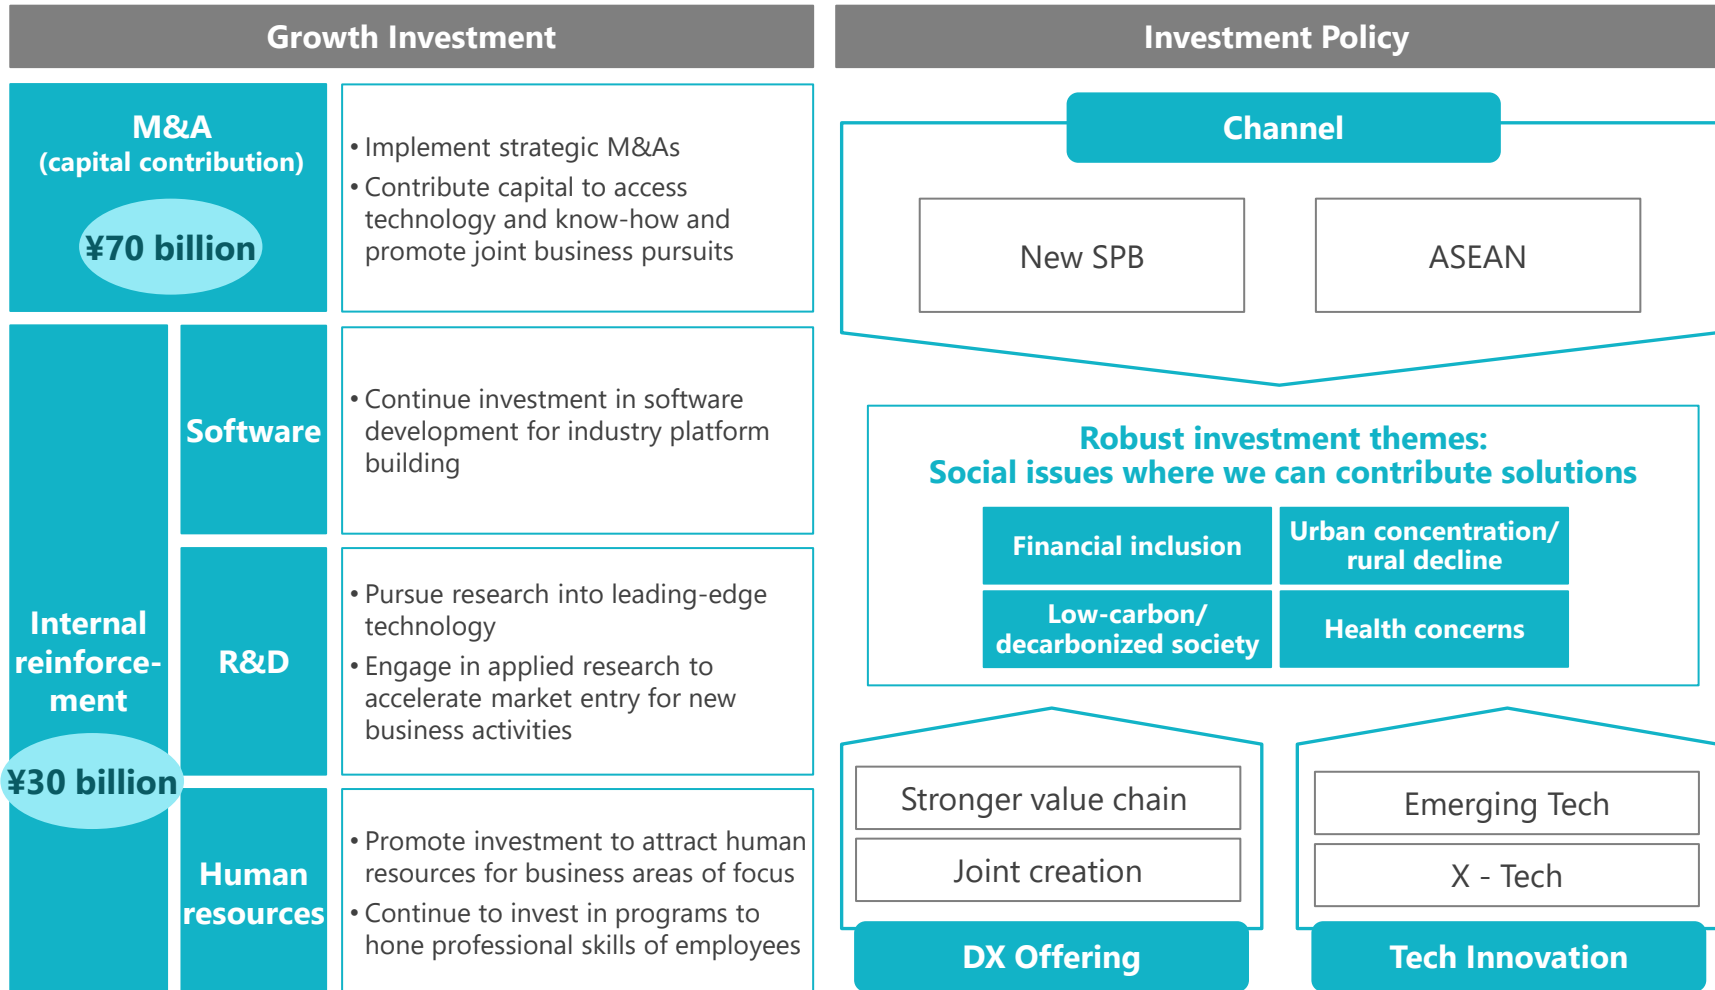 Growth Investment
M&A
(capital contribution)
¥70 billion
• Implement strategic M&As
• Contribute capital to access
technology and know-how and
promote joint business pursuits
Internal
reinforce-
ment
¥30 billion
Software
• Continue investment in software
development for industry platform
building
R&D
• Pursue research into leading-edge
technology
• Engage in applied research to
accelerate market entry for new
business activities
Human
resources
• Promote investment to attract human
resources for business areas of focus
• Continue to invest in programs to
hone professional skills of employees
Investment Policy
Channel
New SPB
ASEAN
Robust investment themes:
Social issues where we can contribute solutions
Financial inclusion
Urban concentration/
rural decline
Low-carbon/
decarbonized society
Health concerns
Stronger value chain
Joint creation
DX Offering
Emerging Tech
X - Tech
Tech Innovation